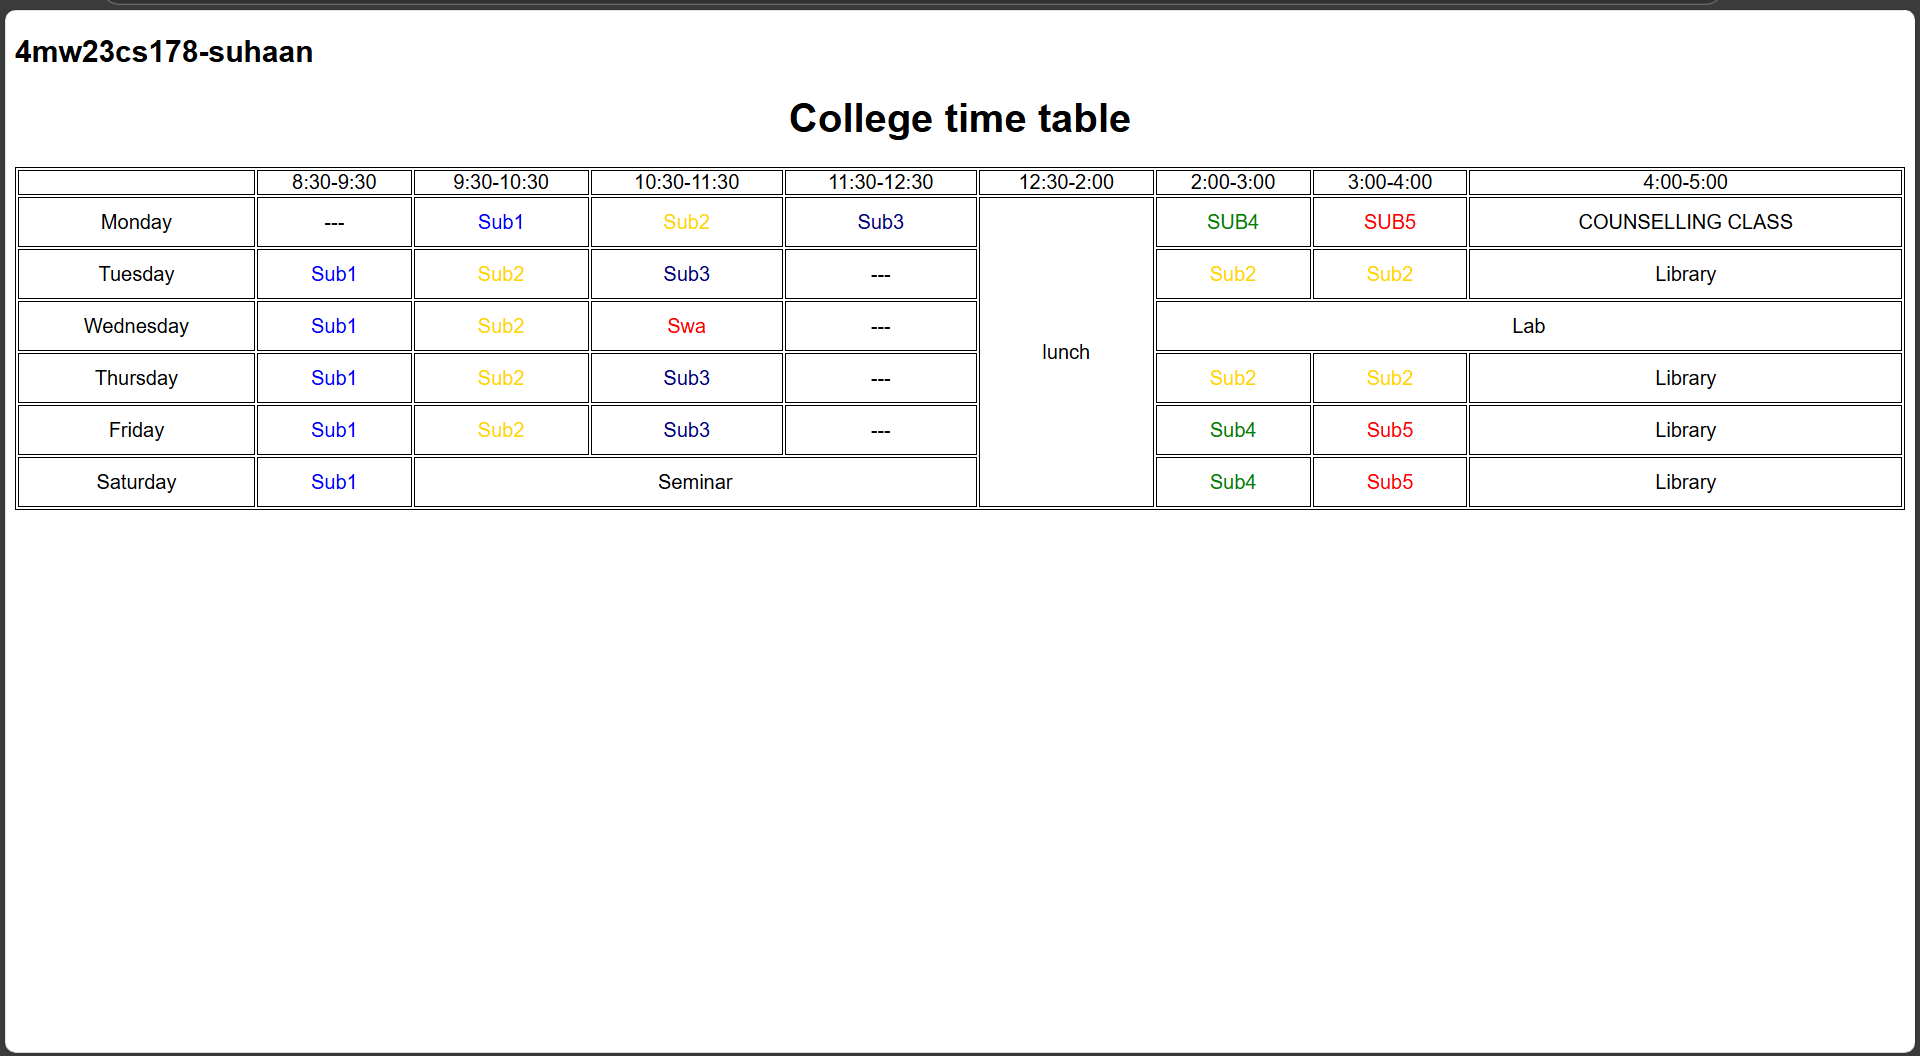 4mw23cs178-suhaan
College time table
8:30-9:30 9:30-10:30 10:30-11:30 11:30-12:30 12:30-2:00 2:00-3:00 3:00-4:00 4:00-5:00
Monday --- Sub1 Sub2 Sub3 SUB4 SUB5 COUNSELLING CLASS
Tuesday Sub1 Sub2 Sub3 --- Sub2 Sub2 Library
Wednesday Sub1 Sub2 Swa --- Lab
lunch
Thursday Sub1 Sub2 Sub3 --- Sub2 Sub2 Library
Friday Sub1 Sub2 Sub3 --- Sub4 Sub5 Library
Saturday Sub1 Seminar Sub4 Sub5 Library